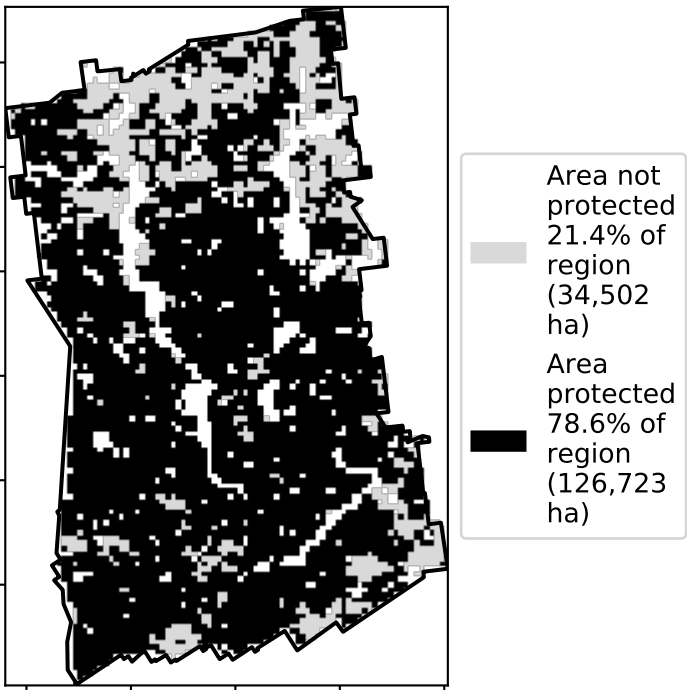 Area not
protected
21.4% of
region
(34,502
ha)
Area
protected
78.6% of
region
(126,723
ha)